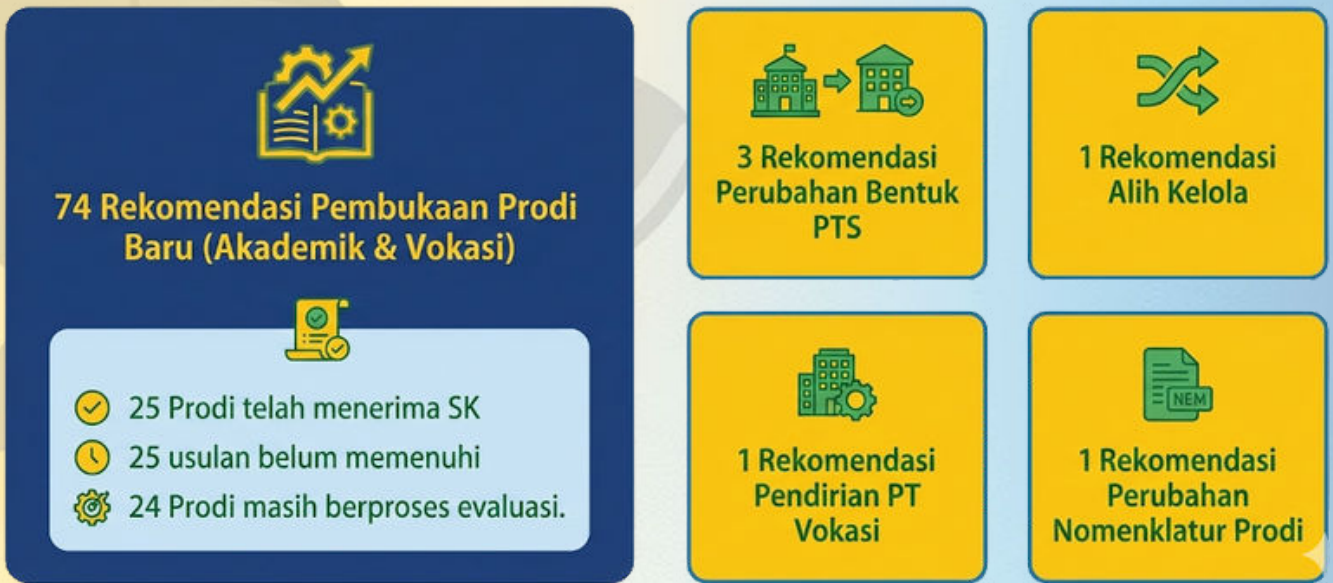 74 Rekomendasi Pembukaan Prodi
Baru (Akademik & Vokasi)
25 Prodi telah menerima SK
25 usulan belum memenuhi
24 Prodi masih berproses evaluasi.
3 Rekomendasi
Perubahan Bentuk
PTS
1 Rekomendasi
Alih Kelola
1 Rekomendasi
Pendirian PT
Vokasi
NEM
1 Rekomendasi
Perubahan
Nomenklatur Prodi